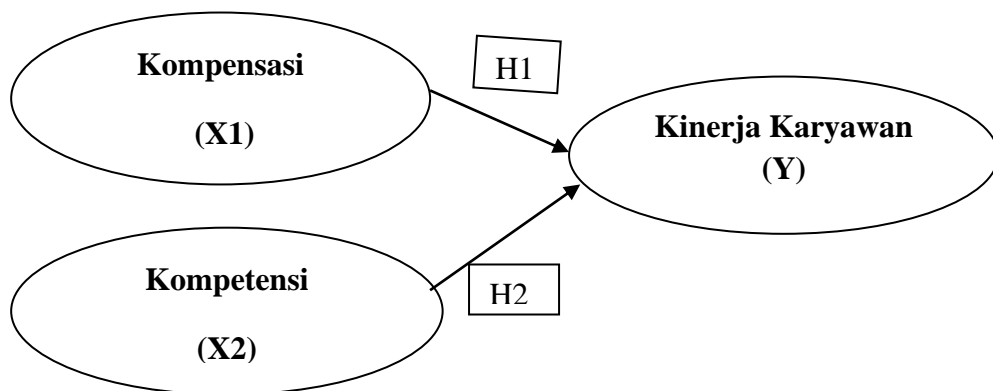 Kompensasi
(X1)
H1
Kinerja Karyawan
(Y)
Kompetensi
(X2)
H2